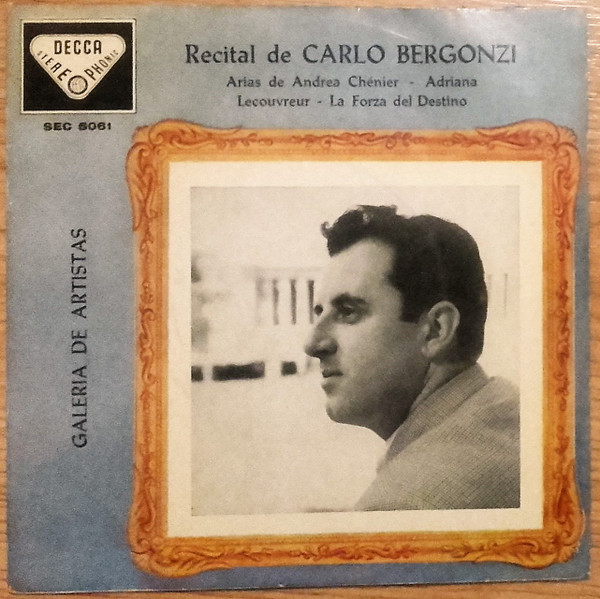 DECCA
STEREOPHONIC
SEC 5061
Recital de CARLO BERGONZI
Arias de Andrea Chénier - Adriana
Lecouvreur - La Forza del Destino
GALERIA DE ARTISTAS